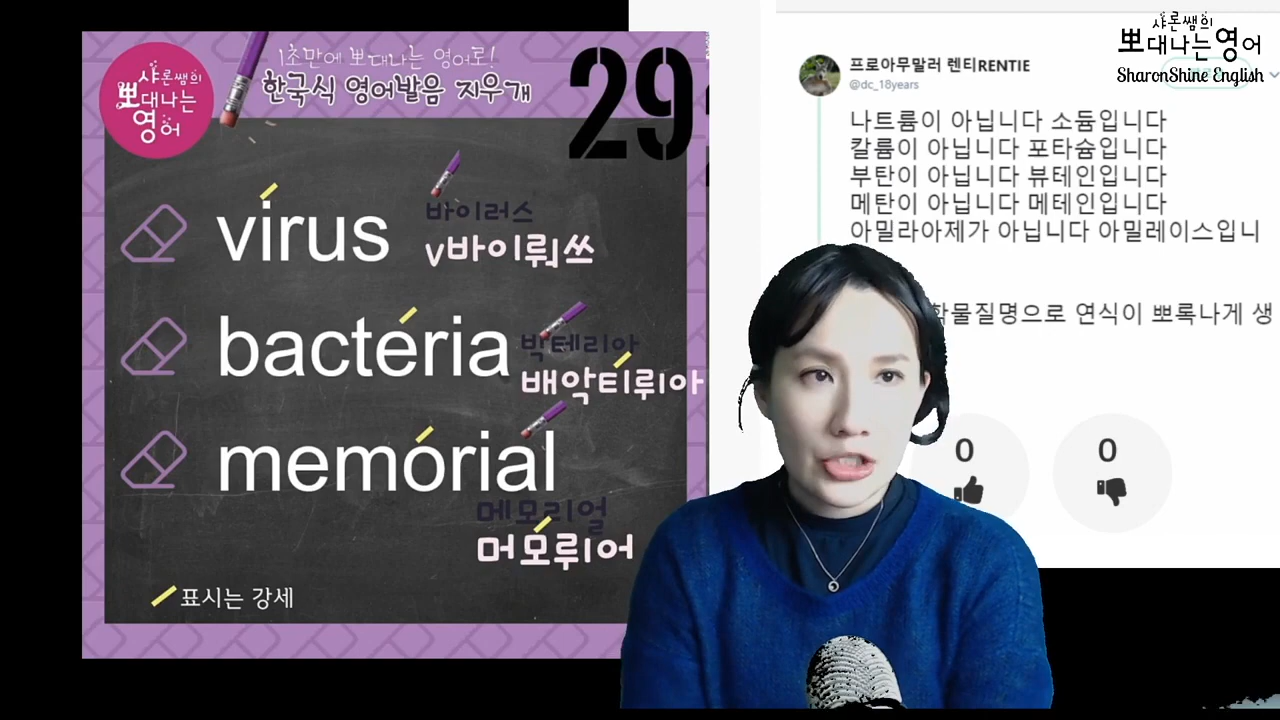 샤론쌤의
뽀대나는
영어
1초만에 뽀대나는 영어로!
한국식 영어발음 지우개
29
virus
바이러스
v바이뤄쓰
bacteria
박테리아
배악티뤼아
memorial
메모리얼
머모뤼어
표시는 강세
샤론쌤의
뽀대나는영어
SharonShine English
프로아무말러 렌티RENTIE
@dc_18years
나트륨이 아닙니다 소듐입니다
칼륨이 아닙니다 포타슘입니다
부탄이 아닙니다 뷰테인입니다
메탄이 아닙니다 메테인입니다
아밀라아제가 아닙니다 아밀레이스입니
학물질명으로 연식이 뽀록나게 생
0
0